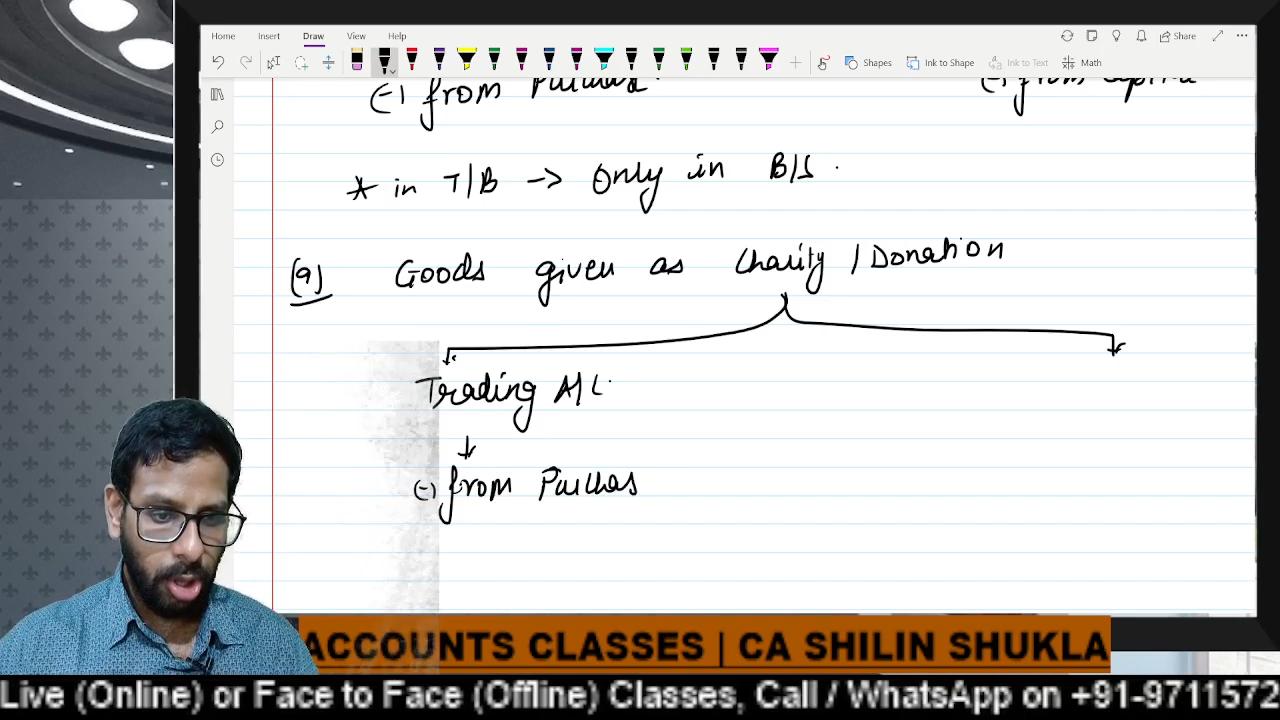 Home Insert Draw View Help
Share
Shapes Ink to Shape Ink to Text Math
(-) from
(-) from
* in T/B -> Only in B/S.
(9) Goods given as Charity / Donation
Trading A/C
(-) from Purchas
ACCOUNTS CLASSES | CA SHILIN SHUKLA
Live (Online) or Face to Face (Offline) Classes, Call / WhatsApp on +91-9711572